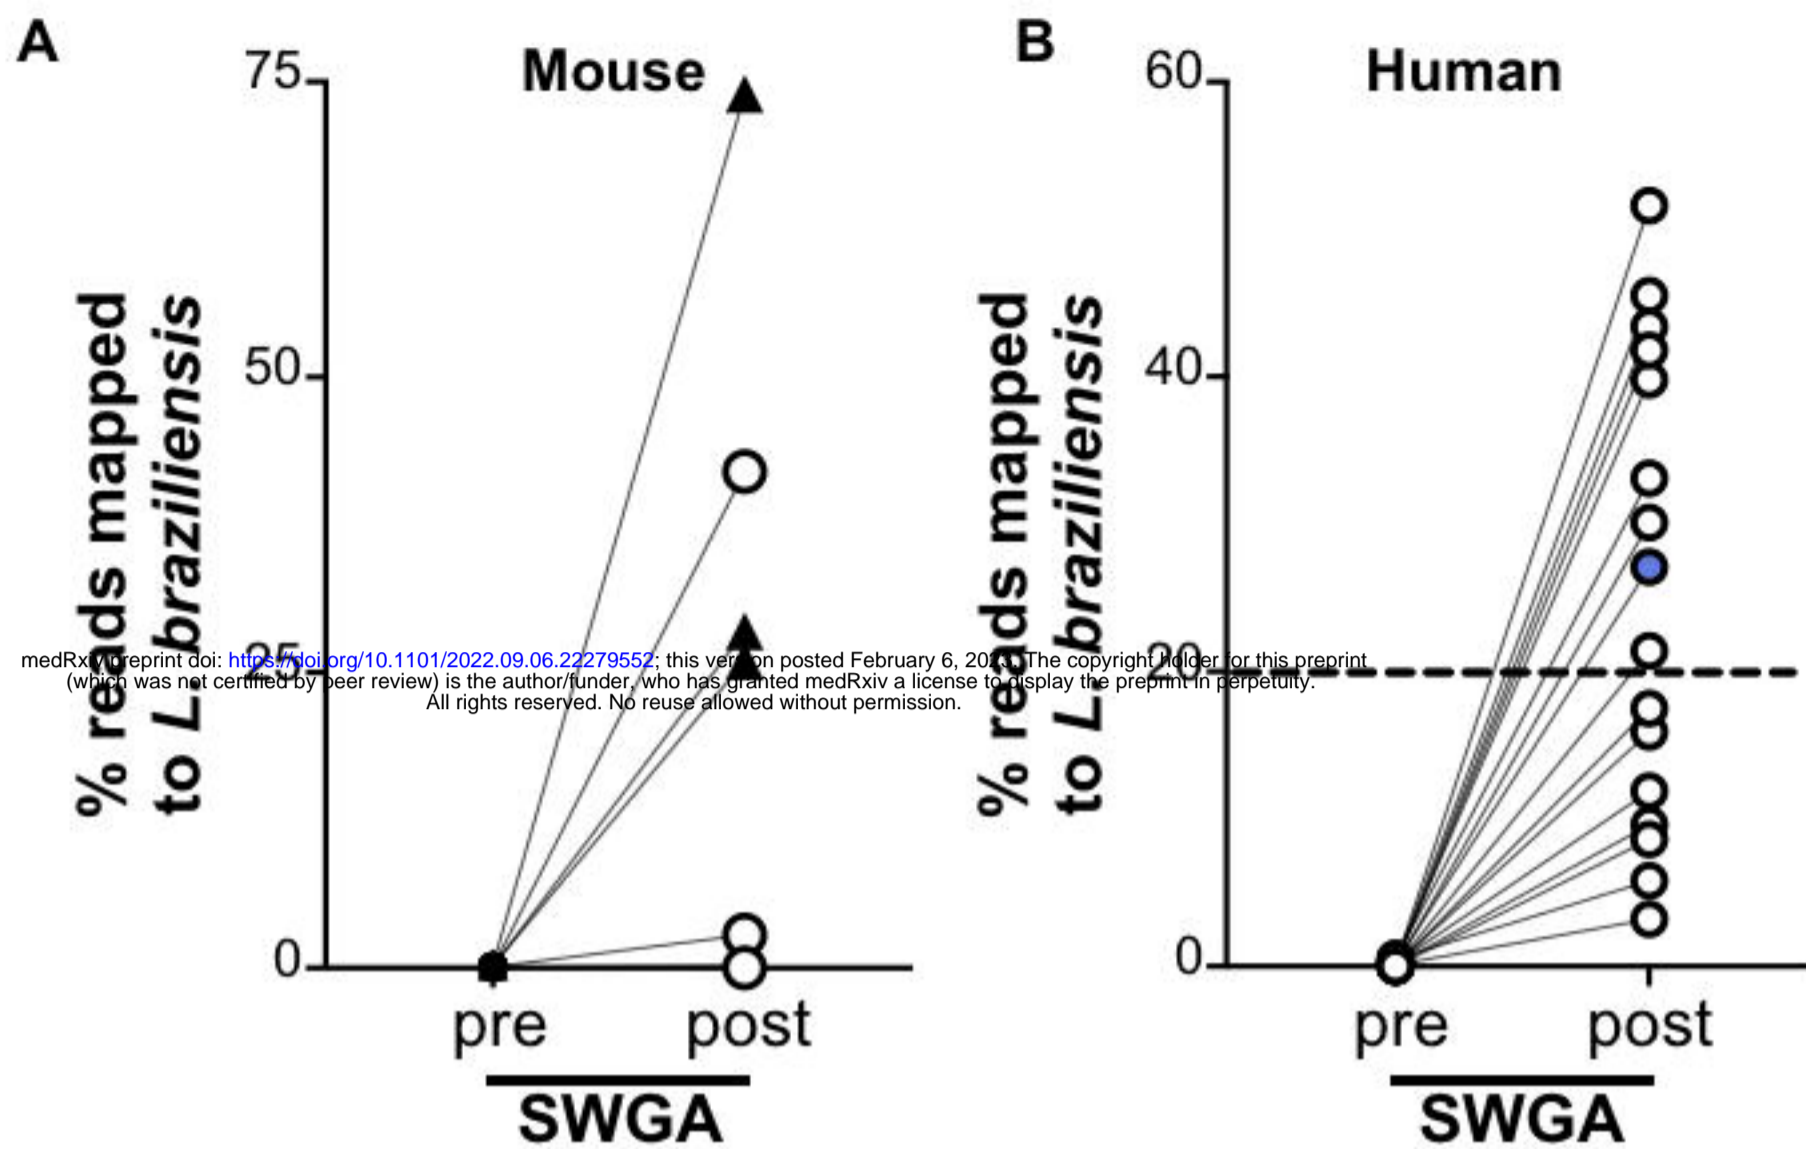 A
Mouse
75
50
25
0
% reads mapped
to L. braziliensis
pre
post
SWGA
B
Human
60
40
20
0
% reads mapped
to L. braziliensis
pre
post
SWGA
medRxiv preprint doi: https://doi.org/10.1101/2022.09.06.22279552; this version posted February 6, 2023. The copyright holder for this preprint
(which was not certified by peer review) is the author/funder, who has granted medRxiv a license to display the preprint in perpetuity.
All rights reserved. No reuse allowed without permission.